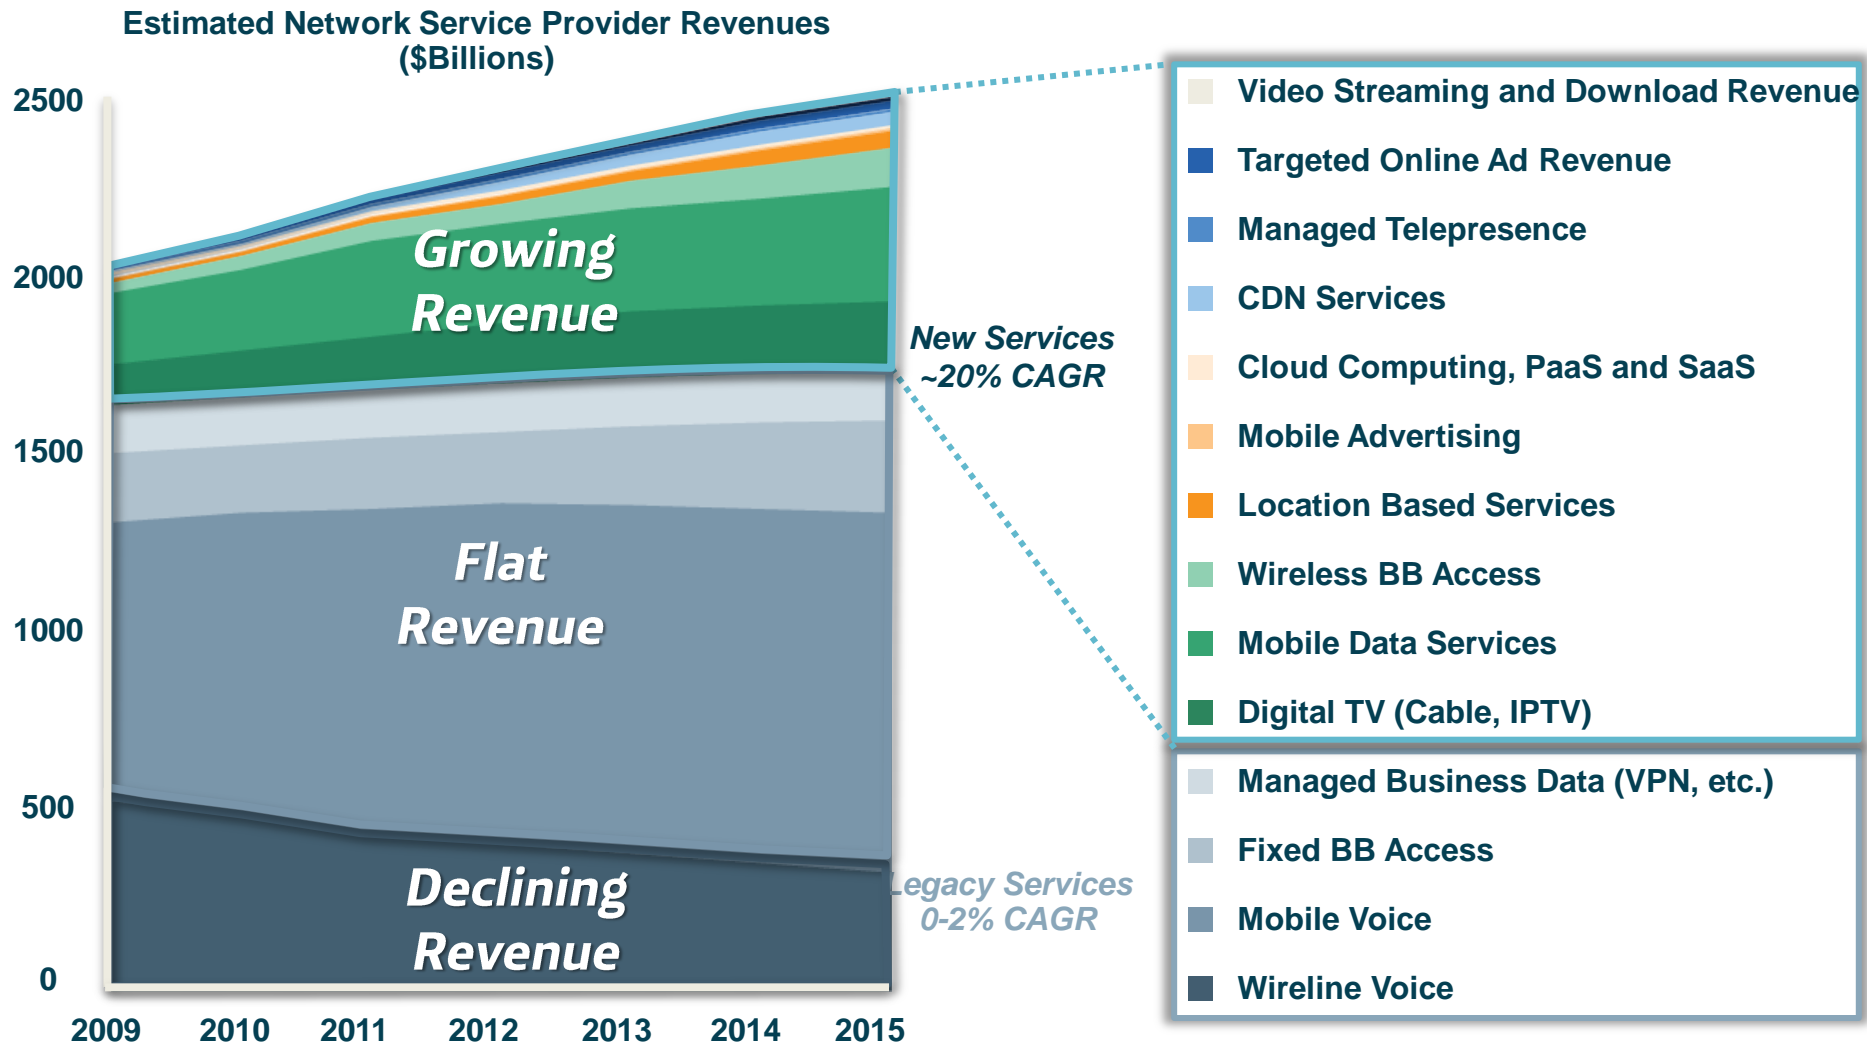 Estimated Network Service Provider Revenues
($Billions)
2500
2000
1500
1000
500
0
2009
2010
2011
2012
2013
2014
2015
Growing
Revenue
Flat
Revenue
Declining
Revenue
New Services
~20% CAGR
Legacy Services
0-2% CAGR
Video Streaming and Download Revenue
Targeted Online Ad Revenue
Managed Telepresence
CDN Services
Cloud Computing, PaaS and SaaS
Mobile Advertising
Location Based Services
Wireless BB Access
Mobile Data Services
Digital TV (Cable, IPTV)
Managed Business Data (VPN, etc.)
Fixed BB Access
Mobile Voice
Wireline Voice